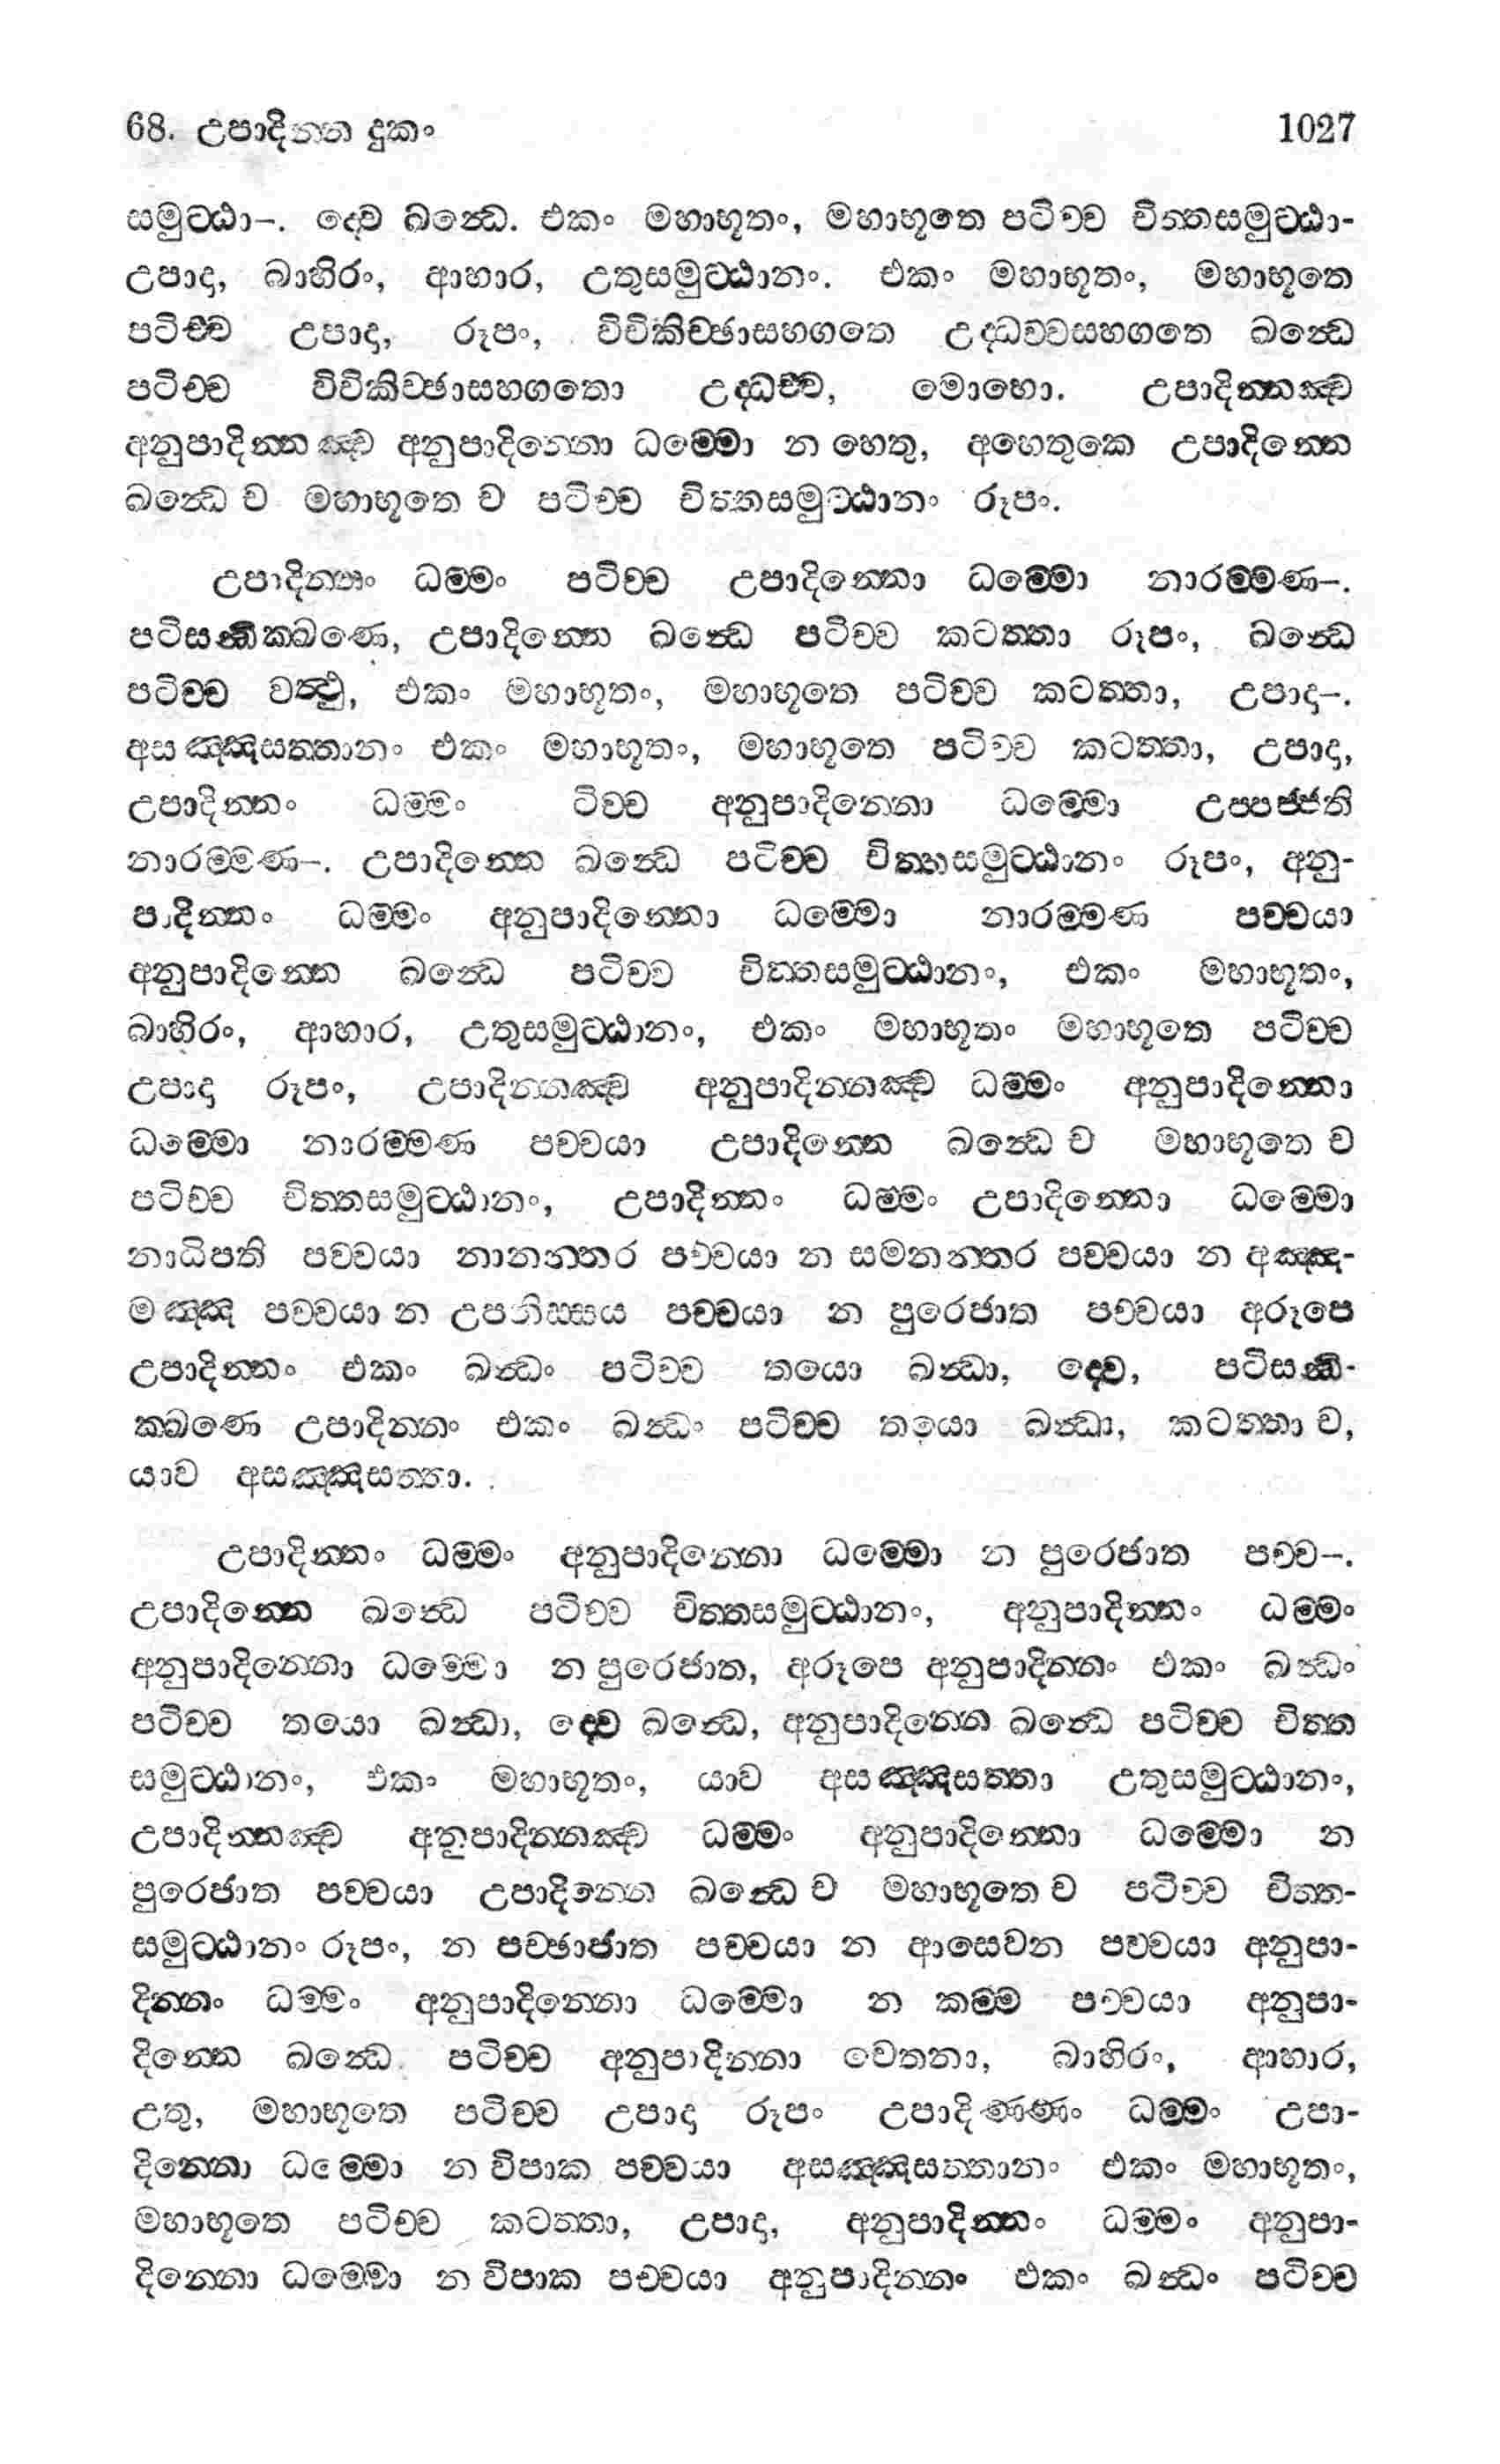 68. උපාදින්න දුකං 1027
සමුට්ඨා-. ද්වෙ ඛන්ධෙ. එකං මහාභූතං, මහාභූතෙ පටිච්ච චිත්තසමුට්ඨා-
උපාදා, බාහිරං, ආහාර, උතුසමුට්ඨානං. එකං මහාභූතං, මහාභූතෙ
පටිච්ච උපාදා, රූපං, විචිකිච්ඡාසහගතෙ උද්ධච්චසහගතෙ ඛන්ධෙ
පටිච්ච විචිකිච්ඡාසහගතො උද්ධච්ච, මොහො. උපාදින්නඤ්ච
අනුපාදින්නඤ්ච අනුපාදින්නො ධම්මො න හෙතු, අහෙතුකෙ උපාදින්නෙ
ඛන්ධෙ ච මහාභූතෙ ච පටිච්ච චිත්තසමුට්ඨානං රූපං.
උපාදින්නං ධම්මං පටිච්ච උපාදින්නො ධම්මො නාරම්මණ-.
පටිසන්ධික්ඛණෙ, උපාදින්නෙ ඛන්ධෙ පටිච්ච කටත්තා රූපං, ඛන්ධෙ
පටිච්ච වත්ථු, එකං මහාභූතං, මහාභූතෙ පටිච්ච කටත්තා, උපාදා-.
අසඤ්ඤසත්තානං එකං මහාභූතං, මහාභූතෙ පටිච්ච කටත්තා, උපාදා,
උපාදින්නං ධම්මං ටිච්ච අනුපාදින්නො ධම්මො උප්පජ්ජති
නාරම්මණ-. උපාදින්නෙ ඛන්ධෙ පටිච්ච චිත්තසමුට්ඨානං රූපං, අනු-
පාදින්නං ධම්මං අනුපාදින්නො ධම්මො නාරම්මණ පච්චයා
අනුපාදින්නෙ ඛන්ධෙ පටිච්ච චිත්තසමුට්ඨානං, එකං මහාභූතං,
බාහිරං, ආහාර, උතුසමුට්ඨානං, එකං මහාභූතං මහාභූතෙ පටිච්ච
උපාදා රූපං, උපාදින්නඤ්ච අනුපාදින්නඤ්ච ධම්මං අනුපාදින්නො
ධම්මො නාරම්මණ පච්චයා උපාදින්නෙ ඛන්ධෙ ච මහාභූතෙ ච
පටිච්ච චිත්තසමුට්ඨානං, උපාදින්නං ධම්මං උපාදින්නො ධම්මො
නාධිපති පච්චයා නානන්තර පච්චයා න සමනන්තර පච්චයා න අඤ්ඤ-
මඤ්ඤ පච්චයා න උපනිස්සය පච්චයා න පුරෙජාත පච්චයා අරූපෙ
උපාදින්නං එකං ඛන්ධං පටිච්ච තයො ඛන්ධා, ද්වෙ, පටිසන්ධි-
ක්ඛණෙ උපාදින්නං එකං ඛන්ධං පටිච්ච තයො ඛන්ධා, කටත්තා ච,
යාව අසඤ්ඤසත්තා.
උපාදින්නං ධම්මං අනුපාදින්නො ධම්මො න පුරෙජාත පච්ච-.
උපාදින්නෙ ඛන්ධෙ පටිච්ච චිත්තසමුට්ඨානං, අනුපාදින්නං ධම්මං
අනුපාදින්නො ධම්මො න පුරෙජාත, අරූපෙ අනුපාදින්නං එකං ඛන්ධං
පටිච්ච තයො ඛන්ධා, ද්වෙ ඛන්ධෙ, අනුපාදින්නෙ ඛන්ධෙ පටිච්ච චිත්ත
සමුට්ඨානං, එකං මහාභූතං, යාව අසඤ්ඤසත්තා උතුසමුට්ඨානං,
උපාදින්නඤ්ච අනුපාදින්නඤ්ච ධම්මං අනුපාදින්නො ධම්මො න
පුරෙජාත පච්චයා උපාදින්නෙ ඛන්ධෙ ච මහාභූතෙ ච පටිච්ච චිත්ත-
සමුට්ඨානං රූපං, න පච්ඡාජාත පච්චයා න ආසෙවන පච්චයා අනුපා-
දින්නං ධම්මං අනුපාදින්නො ධම්මො න කම්ම පච්චයා අනුපා-
දින්නෙ ඛන්ධෙ පටිච්ච අනුපාදින්නා චෙතනා, බාහිරං, ආහාර,
උතු, මහාභූතෙ පටිච්ච උපාදා රූපං උපාදිණ්ණං ධම්මං උපා-
දින්නො ධම්මො න විපාක පච්චයා අසඤ්ඤසත්තානං එකං මහාභූතං,
මහාභූතෙ පටිච්ච කටත්තා, උපාදා, අනුපාදින්නං ධම්මං අනුපා-
දින්නො ධම්මො න විපාක පච්චයා අනුපාදින්නං එකං ඛන්ධං පටිච්ච